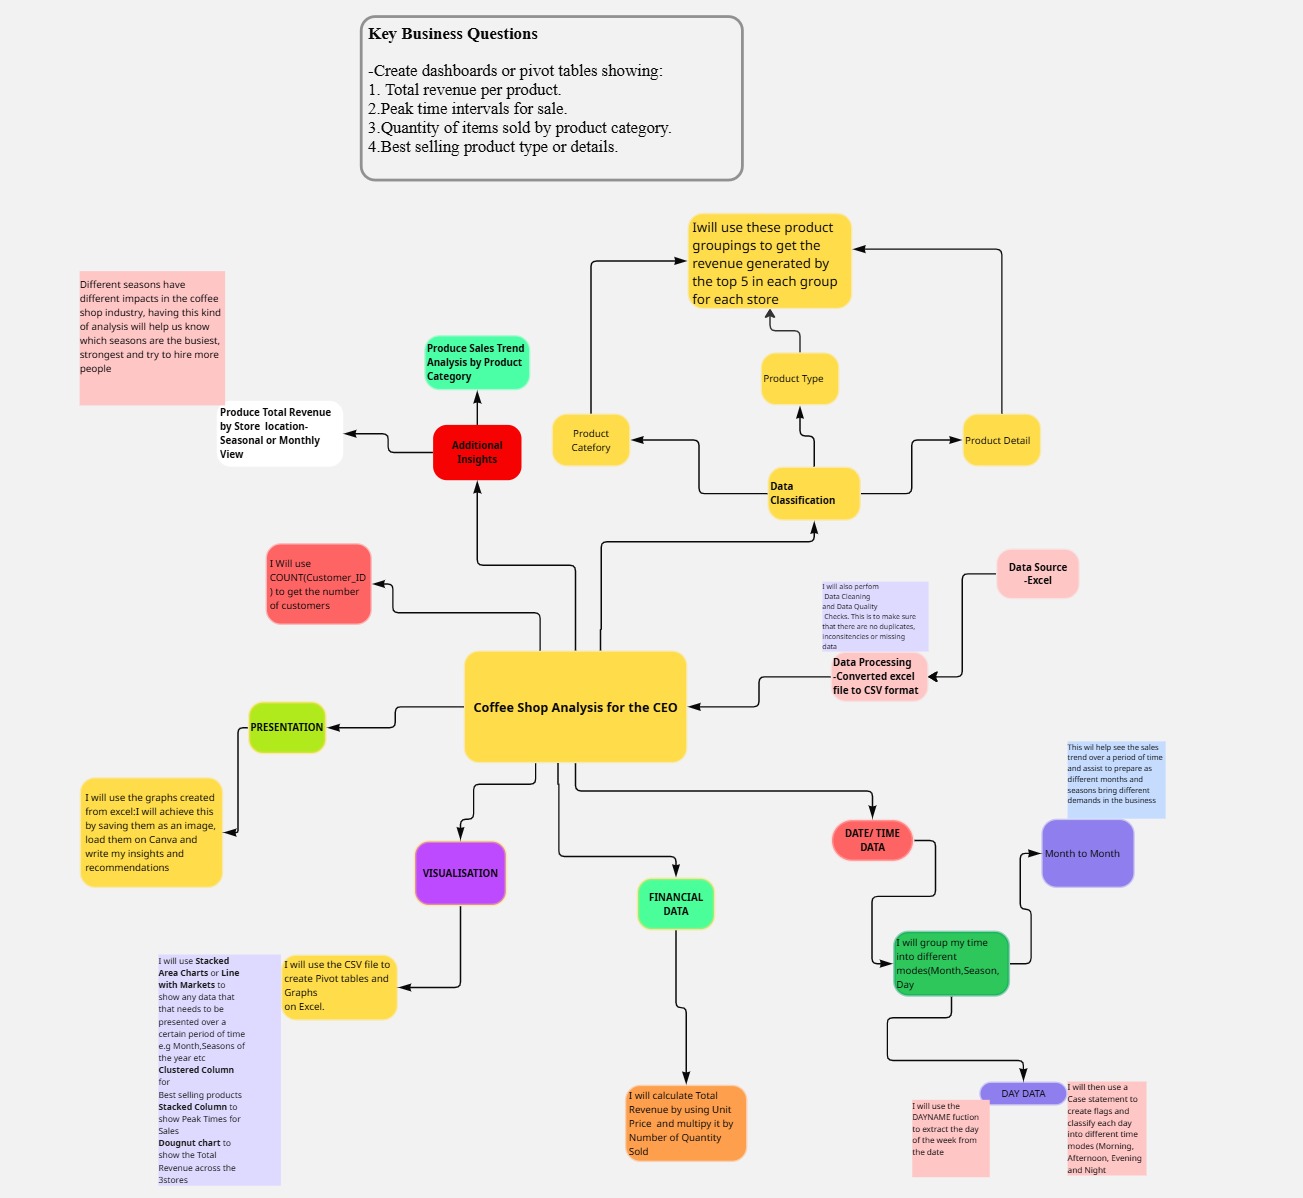 Key Business Questions
-Create dashboards or pivot tables showing:
1. Total revenue per product.
2.Peak time intervals for sale.
3.Quantity of items sold by product category.
4.Best selling product type or details.
Iwill use these product
groupings to get the
revenue generated by
the top 5 in each group
for each store
Different seasons have
different impacts in the coffee
shop industry, having this kind
of analysis will help us know
which seasons are the busiest,
strongest and try to hire more
people
Produce Sales Trend
Analysis by Product
Category
Product Type
Produce Total Revenue
by Store  location-
Seasonal or Monthly
View
Additional
Insights
Product
Catefory
Product Detail
Data
Classification
I Will use
COUNT(Customer_ID
) to get the number
of customers
Data Source
-Excel
I will also perfom
Data Cleaning
and Data Quality
Checks. This is to make sure
that there are no duplicates,
inconsitencies or missing
data
Data Processing
-Converted excel
file to CSV format
Coffee Shop Analysis for the CEO
PRESENTATION
I will use the graphs created
from excel:I will achieve this
by saving them as an image,
load them on Canva and
write my insights and
recommendations
This wil help see the sales
trend over a period of time
and assist to prepare as
different months and
seasons bring different
demands in the business
DATE/ TIME
DATA
Month to Month
VISUALISATION
FINANCIAL
DATA
I will group my time
into different
modes(Month,Season,
Day
I will use Stacked
Area Charts or Line
with Markets to
show any data that
that needs to be
presented over a
certain period of time
e.g Month,Seasons of
the year etc
Clustered Column
for
Best selling products
Stacked Column to
show Peak Times for
Sales
Dougnut chart to
show the Total
Revenue across the
3stores
I will use the CSV file to
create Pivot tables and
Graphs
on Excel.
I will calculate Total
Revenue by using Unit
Price  and multipy it by
Number of Quantity
Sold
DAY DATA
I will use the
DAYNAME fuction
to extract the day
of the week from
the date
I will then use a
Case statement to
create flags and
classify each day
into different time
modes (Morning,
Afternoon, Evening
and Night